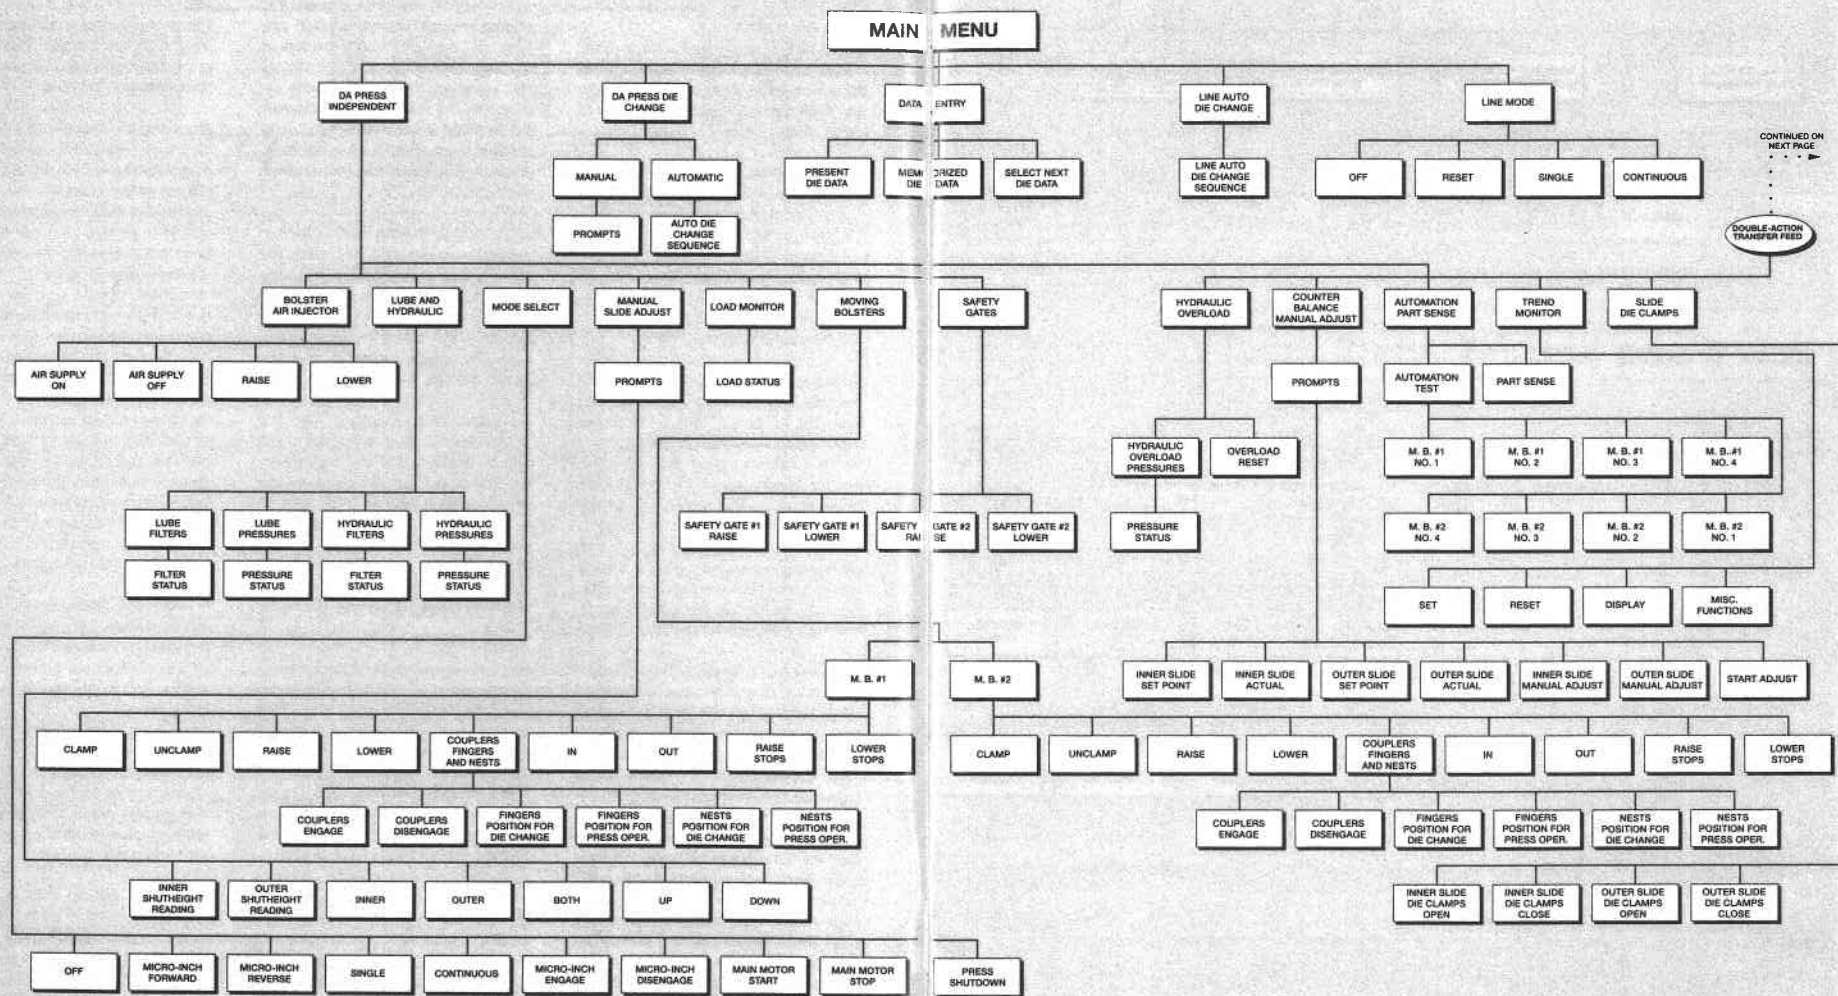 MAIN MENU
DA PRESS
INDEPENDENT
DA PRESS DIE
CHANGE
DATA ENTRY
LINE AUTO
DIE CHANGE
LINE MODE
CONTINUED ON
NEXT PAGE
MANUAL
AUTOMATIC
PRESENT
DIE DATA
MEMORIZED
DIE DATA
SELECT NEXT
DIE DATA
LINE AUTO
DIE CHANGE
SEQUENCE
OFF
RESET
SINGLE
CONTINUOUS
PROMPTS
AUTO DIE
CHANGE
SEQUENCE
DOUBLE-ACTION
TRANSFER FEED
BOLSTER
AIR INJECTOR
LUBE AND
HYDRAULIC
MODE SELECT
MANUAL
SLIDE ADJUST
LOAD MONITOR
MOVING
BOLSTERS
SAFETY
GATES
HYDRAULIC
OVERLOAD
COUNTER
BALANCE
MANUAL ADJUST
AUTOMATION
PART SENSE
TREND
MONITOR
SLIDE
DIE CLAMPS
AIR SUPPLY
ON
AIR SUPPLY
OFF
RAISE
LOWER
PROMPTS
LOAD STATUS
PROMPTS
AUTOMATION
TEST
PART SENSE
HYDRAULIC
OVERLOAD
PRESSURES
OVERLOAD
RESET
M. B. #1
NO. 1
M. B. #1
NO. 2
M. B. #1
NO. 3
M. B..#1
NO. 4
LUBE
FILTERS
LUBE
PRESSURES
HYDRAULIC
FILTERS
HYDRAULIC
PRESSURES
SAFETY GATE #1
RAISE
SAFETY GATE #1
LOWER
SAFETY GATE #2
RAISE
SAFETY GATE #2
LOWER
PRESSURE
STATUS
M. B. #2
NO. 4
M. B. #2
NO. 3
M. B. #2
NO. 2
M. B. #2
NO. 1
FILTER
STATUS
PRESSURE
STATUS
FILTER
STATUS
PRESSURE
STATUS
SET
RESET
DISPLAY
MISC.
FUNCTIONS
M. B. #1
M. B. #2
INNER SLIDE
SET POINT
INNER SLIDE
ACTUAL
OUTER SLIDE
SET POINT
OUTER SLIDE
ACTUAL
INNER SLIDE
MANUAL ADJUST
OUTER SLIDE
MANUAL ADJUST
START ADJUST
CLAMP
UNCLAMP
RAISE
LOWER
COUPLERS
FINGERS
AND NESTS
IN
OUT
RAISE
STOPS
LOWER
STOPS
CLAMP
UNCLAMP
RAISE
LOWER
COUPLERS
FINGERS
AND NESTS
IN
OUT
RAISE
STOPS
LOWER
STOPS
COUPLERS
ENGAGE
COUPLERS
DISENGAGE
FINGERS
POSITION FOR
DIE CHANGE
FINGERS
POSITION FOR
PRESS OPER.
NESTS
POSITION FOR
DIE CHANGE
NESTS
POSITION FOR
PRESS OPER.
COUPLERS
ENGAGE
COUPLERS
DISENGAGE
FINGERS
POSITION FOR
DIE CHANGE
FINGERS
POSITION FOR
PRESS OPER.
NESTS
POSITION FOR
DIE CHANGE
NESTS
POSITION FOR
PRESS OPER.
INNER
SHUTHEIGHT
READING
OUTER
SHUTHEIGHT
READING
INNER
OUTER
BOTH
UP
DOWN
INNER SLIDE
DIE CLAMPS
OPEN
INNER SLIDE
DIE CLAMPS
CLOSE
OUTER SLIDE
DIE CLAMPS
OPEN
OUTER SLIDE
DIE CLAMPS
CLOSE
OFF
MICRO-INCH
FORWARD
MICRO-INCH
REVERSE
SINGLE
CONTINUOUS
MICRO-INCH
ENGAGE
MICRO-INCH
DISENGAGE
MAIN MOTOR
START
MAIN MOTOR
STOP
PRESS
SHUTDOWN